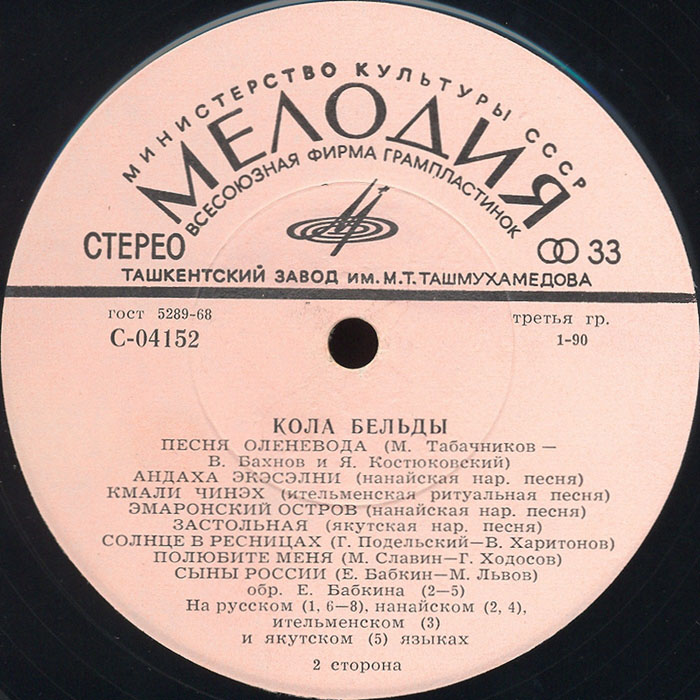 МИНИСТЕРСТВО КУЛЬТУРЫ СССР
МЕЛОДИЯ
ВСЕСОЮЗНАЯ ФИРМА ГРАМПЛАСТИНОК
СТЕРЕО 33
ТАШКЕНТСКИЙ ЗАВОД ИМ. М.Т. ТАШМУХАМЕДОВА
гост 5289-68 третья гр.
С-04152 1-90
КОЛА БЕЛЬДЫ
ПЕСНЯ ОЛЕНЕВОДА (М. Табачников —
В. Бахнов и Я. Костюковский)
АНДАХА ЭКЭСЭЛНИ (нанайская нар. песня)
КМАЛИ ЧИНЭХ (ительменская ритуальная песня)
ЭМАРОНСКИЙ ОСТРОВ (нанайская нар. песня)
ЗАСТОЛЬНАЯ (якутская нар. песня)
СОЛНЦЕ В РЕСНИЦАХ (Г. Подельский—В. Харитонов)
ПОЛЮБИТЕ МЕНЯ (М. Славин—Г. Ходосов)
СЫНЫ РОССИИ (Е. Бабкин—М. Львов)
обр. Е. Бабкина (2—5)
На русском (1, 6—8), нанайском (2, 4),
ительменском (3)
и якутском (5) языках
2 сторона